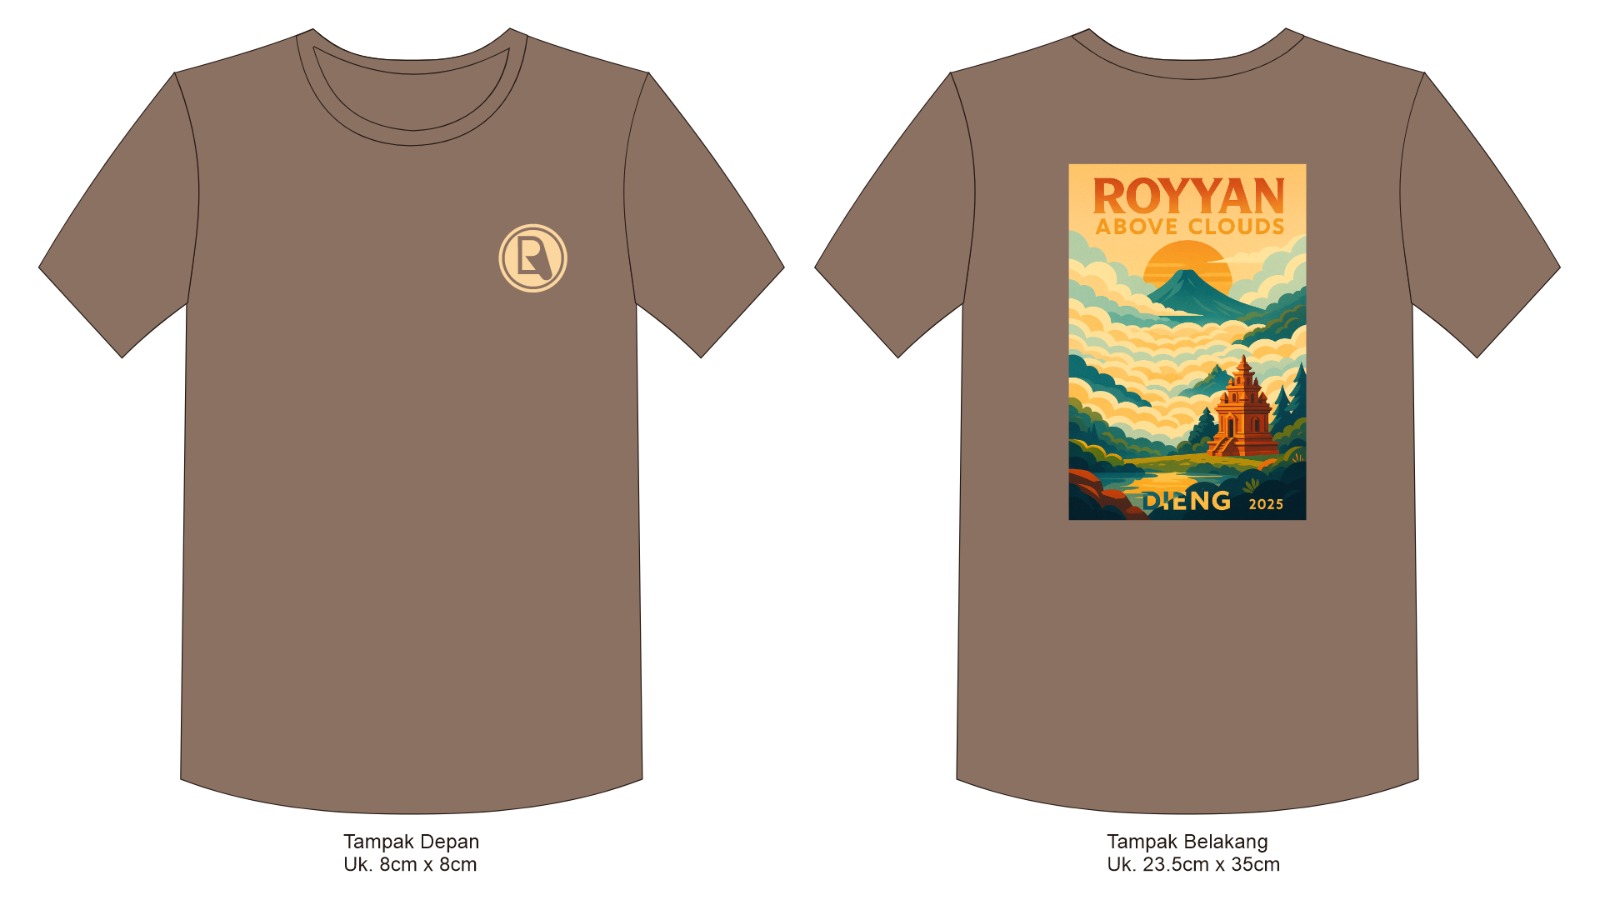 R
ROYYAN
ABOVE CLOUDS
DIENG 2025
Tampak Depan
Uk. 8cm x 8cm
Tampak Belakang
Uk. 23.5cm x 35cm